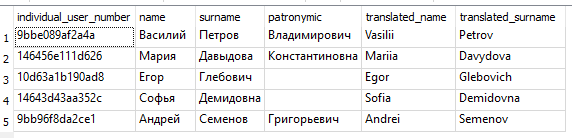 individual_user_number name surname patronymic translated_name translated_surname
1 9bbe089af2a4a Василий Петров Владимирович Vasilii Petrov
2 146456e111d626 Мария Давыдова Константиновна Mariia Davydova
3 10d63a1b190ad8 Егор Глебович Egor Glebovich
4 14643d43aa352c Софья Демидовна Sofia Demidovna
5 9bb96f8da2ce1 Андрей Семенов Григорьевич Andrei Semenov